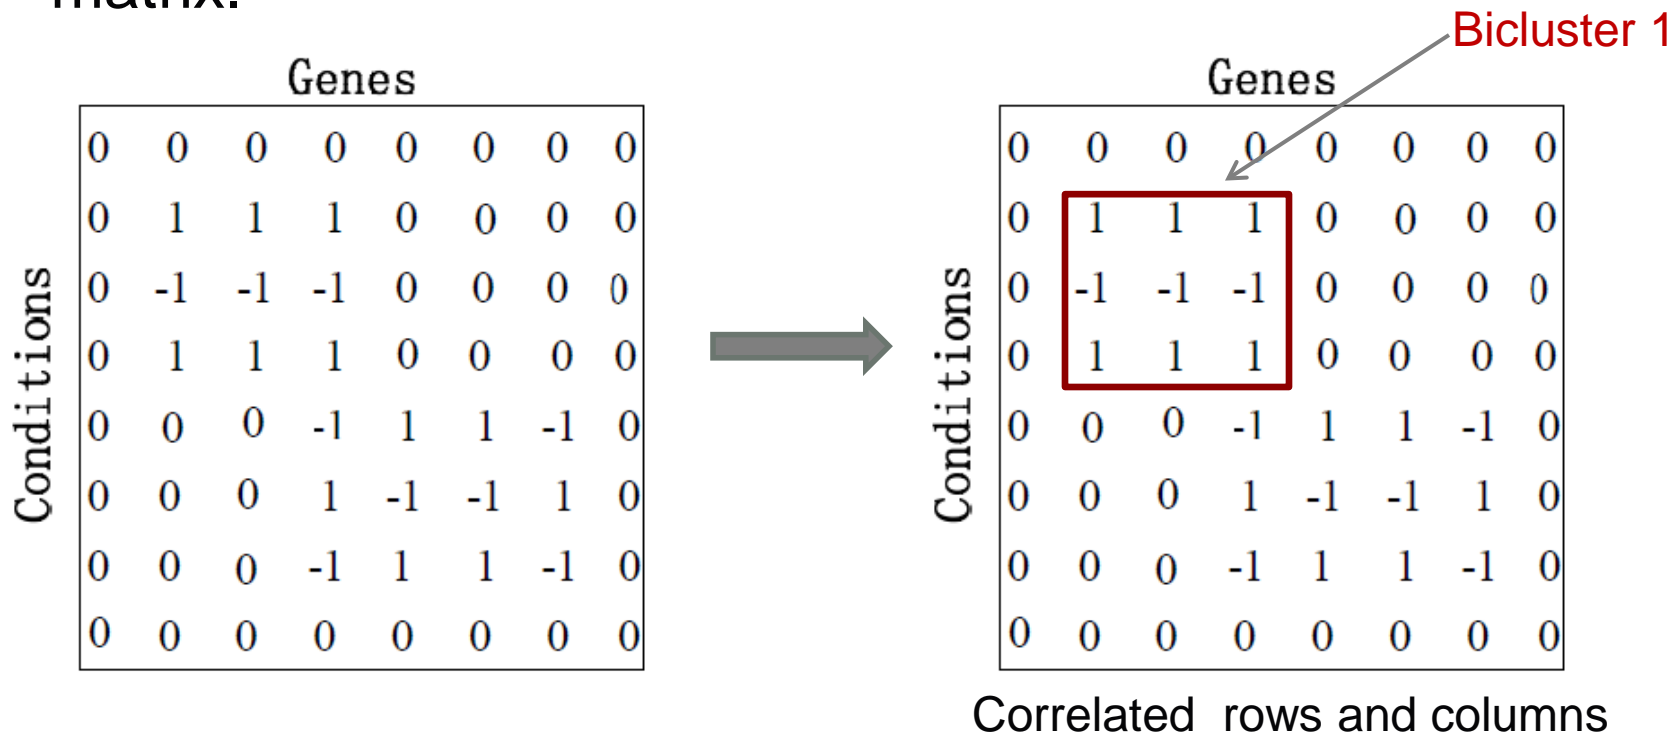 matrix.
Bicluster 1
Genes
Conditions
0 0 0 0 0 0 0 0
0 1 1 1 0 0 0 0
0 -1 -1 -1 0 0 0 0
0 1 1 1 0 0 0 0
0 0 0 -1 1 1 -1 0
0 0 0 1 -1 -1 1 0
0 0 0 -1 1 1 -1 0
0 0 0 0 0 0 0 0
Genes
Conditions
0 0 0 0 0 0 0 0
0 1 1 1 0 0 0 0
0 -1 -1 -1 0 0 0 0
0 1 1 1 0 0 0 0
0 0 0 -1 1 1 -1 0
0 0 0 1 -1 -1 1 0
0 0 0 -1 1 1 -1 0
0 0 0 0 0 0 0 0
Correlated rows and columns